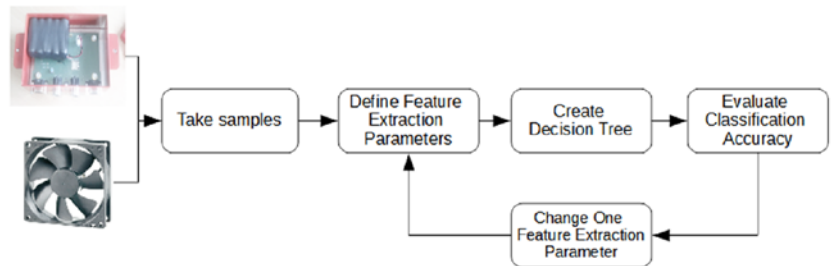 Take samples
Define Feature
Extraction
Parameters
Create
Decision Tree
Evaluate
Classification
Accuracy
Change One
Feature Extraction
Parameter